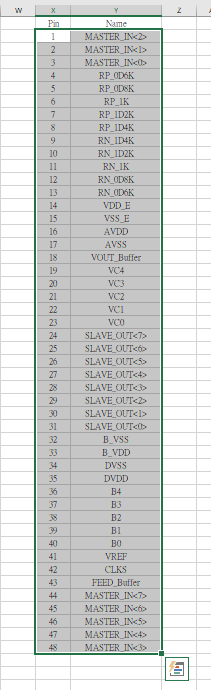 W X Y Z
Pin Name
1 MASTER_IN<2>
2 MASTER_IN<1>
3 MASTER_IN<0>
4 RP_0D6K
5 RP_0D8K
6 RP_1K
7 RP_1D2K
8 RP_1D4K
9 RN_1D4K
10 RN_1D2K
11 RN_1K
12 RN_0D8K
13 RN_0D6K
14 VDD_E
15 VSS_E
16 AVDD
17 AVSS
18 VOUT_Buffer
19 VC4
20 VC3
21 VC2
22 VC1
23 VC0
24 SLAVE_OUT<7>
25 SLAVE_OUT<6>
26 SLAVE_OUT<5>
27 SLAVE_OUT<4>
28 SLAVE_OUT<3>
29 SLAVE_OUT<2>
30 SLAVE_OUT<1>
31 SLAVE_OUT<0>
32 B_VSS
33 B_VDD
34 DVSS
35 DVDD
36 B4
37 B3
38 B2
39 B1
40 B0
41 VREF
42 CLKS
43 FEED_Buffer
44 MASTER_IN<7>
45 MASTER_IN<6>
46 MASTER_IN<5>
47 MASTER_IN<4>
48 MASTER_IN<3>